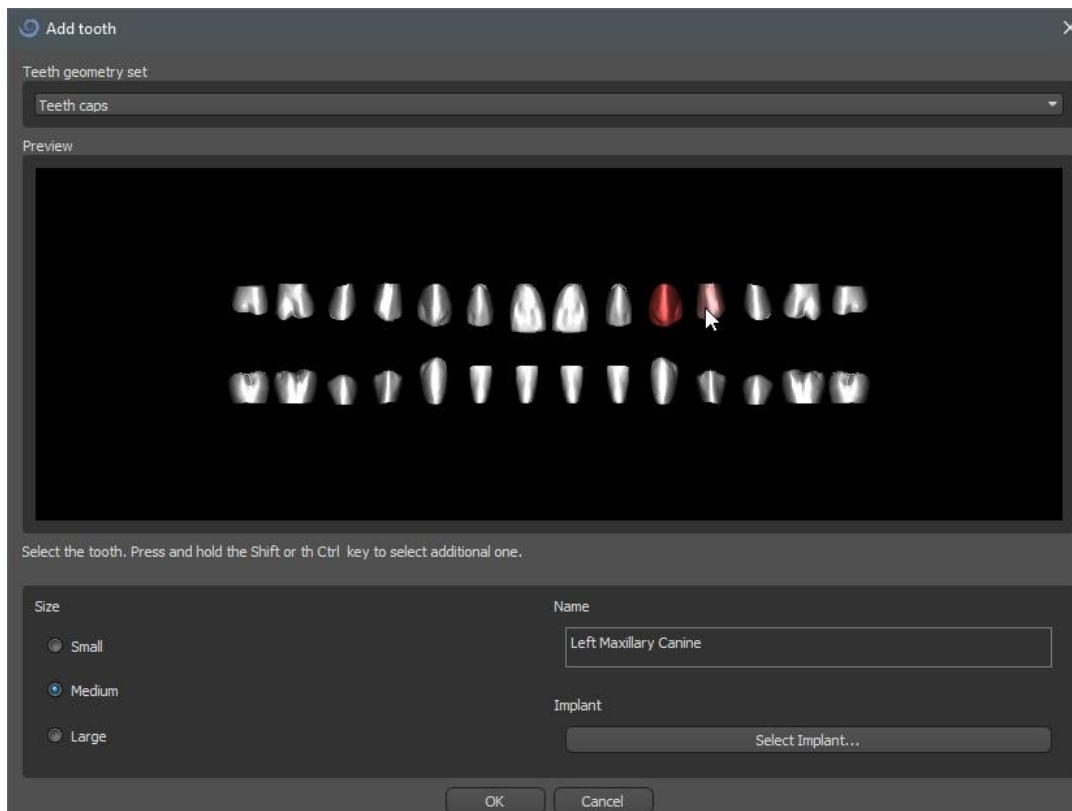 Add tooth
Teeth geometry set
Teeth caps
Preview
Select the tooth. Press and hold the Shift or th Ctrl key to select additional one.
Size
Small
Medium
Large
Name
Left Maxillary Canine
Implant
Select Implant...
OK
Cancel